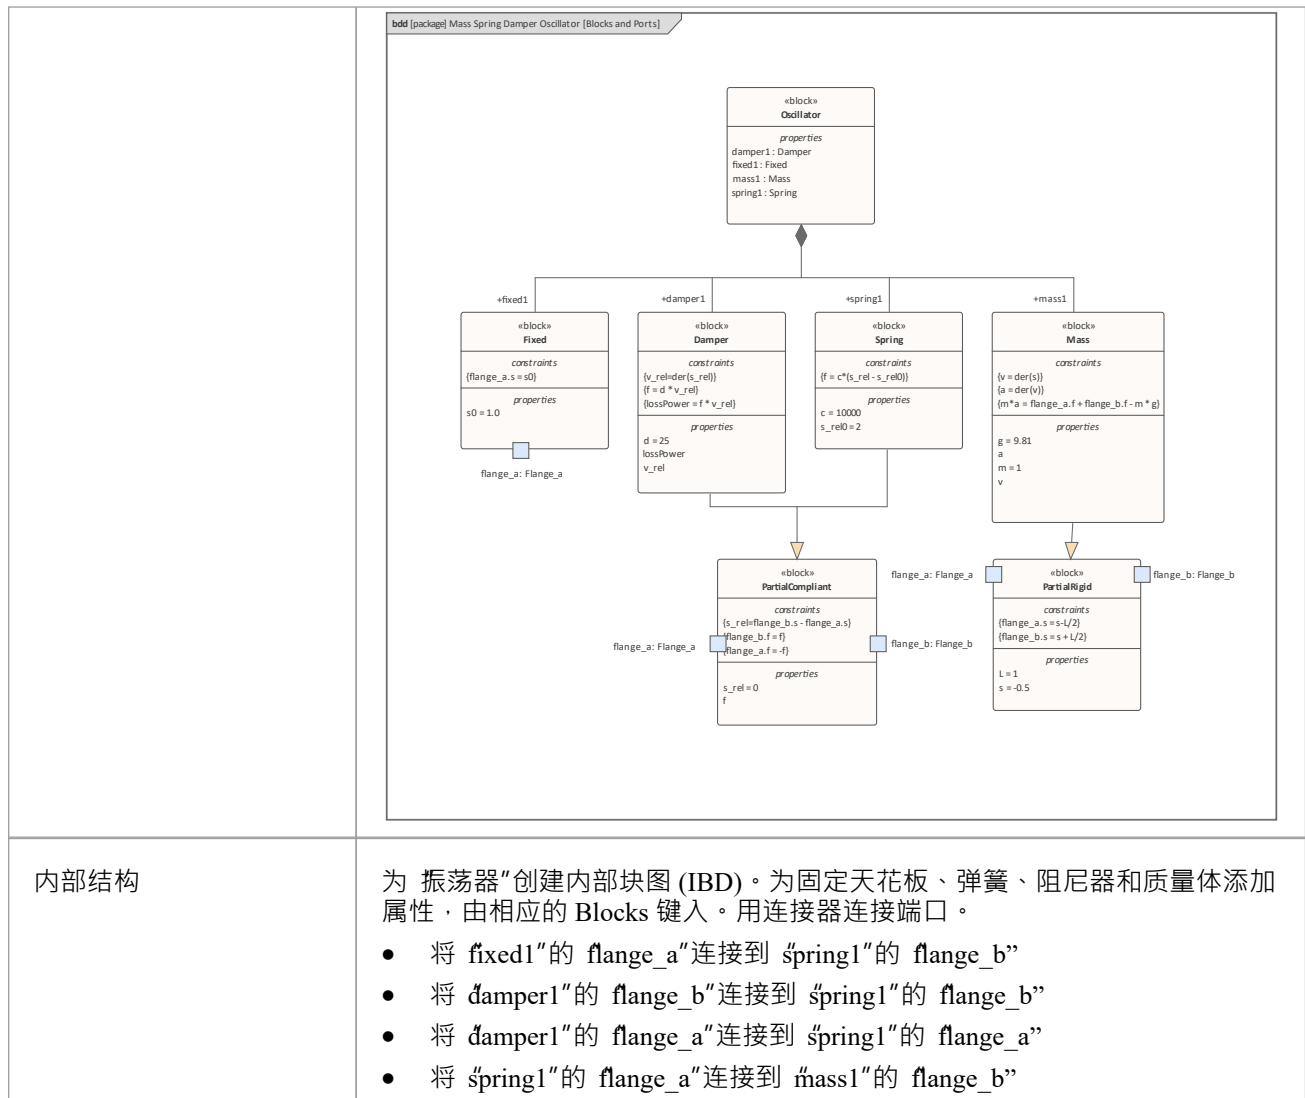 bdd [package] Mass Spring Damper Oscillator [Blocks and Ports]
«block»
Oscillator
properties
damper1 : Damper
fixed1 : Fixed
mass1 : Mass
spring1 : Spring
+fixed1
+damper1
+spring1
+mass1
«block»
Fixed
constraints
{flange_a.s = s0}
properties
s0 = 1.0
flange_a: Flange_a
«block»
Damper
constraints
{v_rel=der(s_rel)}
{f = d * v_rel}
{lossPower = f * v_rel}
properties
d = 25
lossPower
v_rel
«block»
Spring
constraints
{f = c*(s_rel - s_rel0)}
properties
c = 10000
s_rel0 = 2
«block»
Mass
constraints
{v = der(s)}
{a = der(v)}
{m*a = flange_a.f + flange_b.f - m * g}
properties
g = 9.81
a
m = 1
v
«block»
PartialCompliant
constraints
{s_rel=flange_b.s - flange_a.s}
{flange_b.f = f}
{flange_a.f = -f}
properties
s_rel = 0
f
flange_a: Flange_a
flange_b: Flange_b
flange_a: Flange_a
«block»
PartialRigid
constraints
{flange_a.s = s-L/2}
{flange_b.s = s + L/2}
properties
L = 1
s = -0.5
flange_b: Flange_b
内部结构
为“振荡器”创建内部块图 (IBD)。为固定天花板、弹簧、阻尼器和质量体添加
属性，由相应的 Blocks 键入。用连接器连接端口。
• 将“fixed1”的“flange_a”连接到“spring1”的“flange_b”
• 将“damper1”的“flange_b”连接到“spring1”的“flange_b”
• 将“damper1”的“flange_a”连接到“spring1”的“flange_a”
• 将“spring1”的“flange_a”连接到“mass1”的“flange_b”